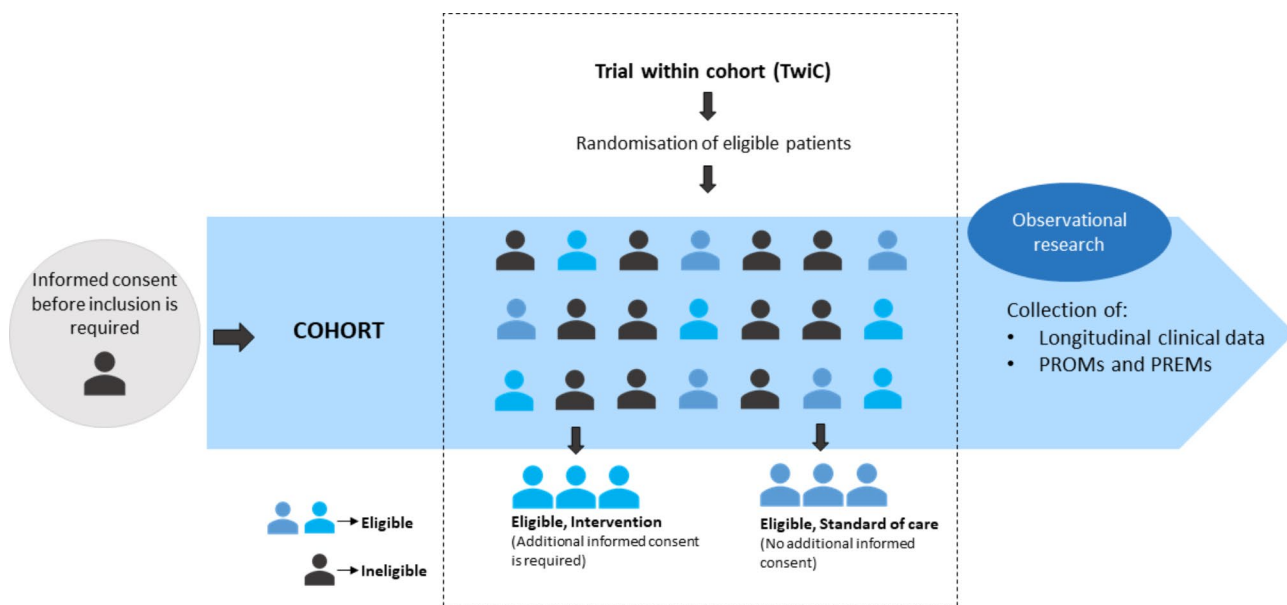 Trial within cohort (TwiC)
Randomisation of eligible patients
Informed consent
before inclusion is
required
COHORT
Observational
research
Collection of:
• Longitudinal clinical data
• PROMs and PREMs
Eligible
Ineligible
Eligible, Intervention
(Additional informed consent
is required)
Eligible, Standard of care
(No additional informed
consent)